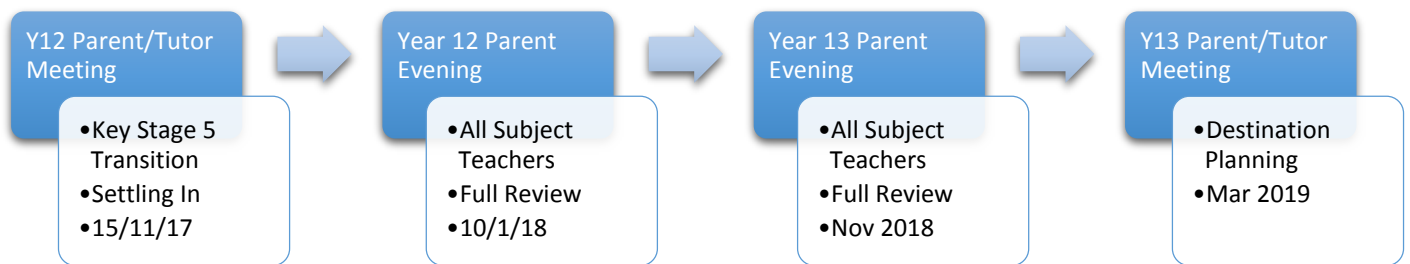 Y12 Parent/Tutor
Meeting
•Key Stage 5
Transition
•Settling In
•15/11/17
Year 12 Parent
Evening
•All Subject
Teachers
•Full Review
•10/1/18
Year 13 Parent
Evening
•All Subject
Teachers
•Full Review
•Nov 2018
Y13 Parent/Tutor
Meeting
•Destination
Planning
•Mar 2019